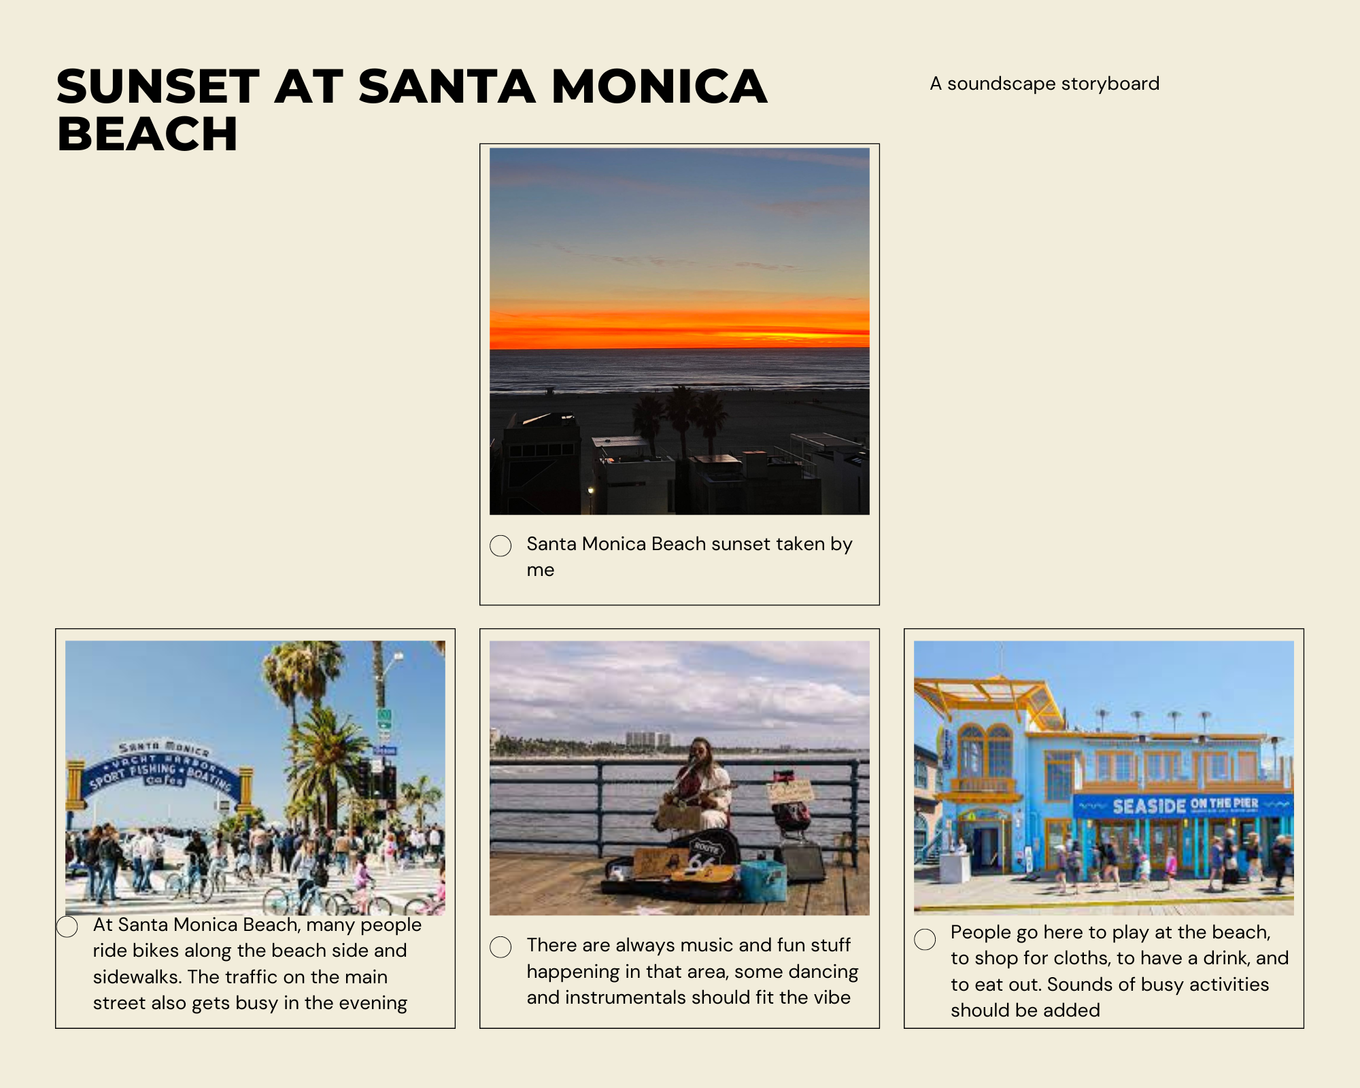 SUNSET AT SANTA MONICA
BEACH
A soundscape storyboard
Santa Monica Beach sunset taken by
me
SANTA MONICA
YACHT HARBOR
SPORT FISHING BOATING
Cafes
At Santa Monica Beach, many people
ride bikes along the beach side and
sidewalks. The traffic on the main
street also gets busy in the evening
ROUTE
66
There are always music and fun stuff
happening in that area, some dancing
and instrumentals should fit the vibe
SEASIDE ON THE PIER
People go here to play at the beach,
to shop for cloths, to have a drink, and
to eat out. Sounds of busy activities
should be added